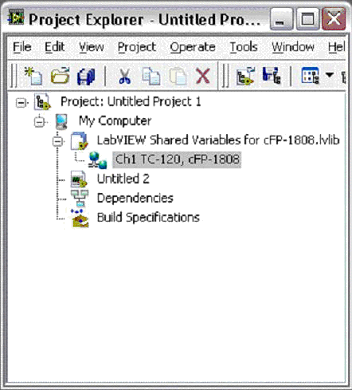 Project Explorer - Untitled Pro...
File Edit View Project Operate Tools Window Hel
Project: Untitled Project 1
My Computer
LabVIEW Shared Variables for cFP-1808.lvlib
Ch1 TC-120, cFP-1808
Untitled 2
Dependencies
Build Specifications